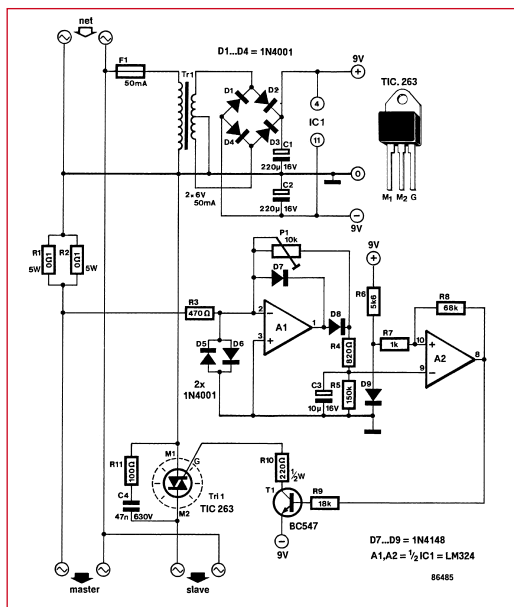 net
F1
50mA
Tr1
D1...D4 = 1N4001
D1
D2
D4
D3
2×6V
50mA
C1
220µ 16V
C2
220µ 16V
9V
+
4
IC1
11
0
−
9V
TIC. 263
M1 M2 G
R1
0Ω1
5W
R2
0Ω1
5W
P1
10k
D7
R3
470Ω
2
3
A1
1
D8
D5
D6
2x
1N4001
R4
820Ω
C3
10µ 16V
R5
150k
9V
+
R6
5k6
D9
R7
1k
R8
68k
10
9
A2
8
R11
100Ω
C4
47n 630V
M1
G
M2
Tri 1
TIC 263
R10
220Ω
½W
T1
BC547
R9
18k
−
9V
D7...D9 = 1N4148
A1,A2 = ½ IC1 = LM324
master
slave
86485